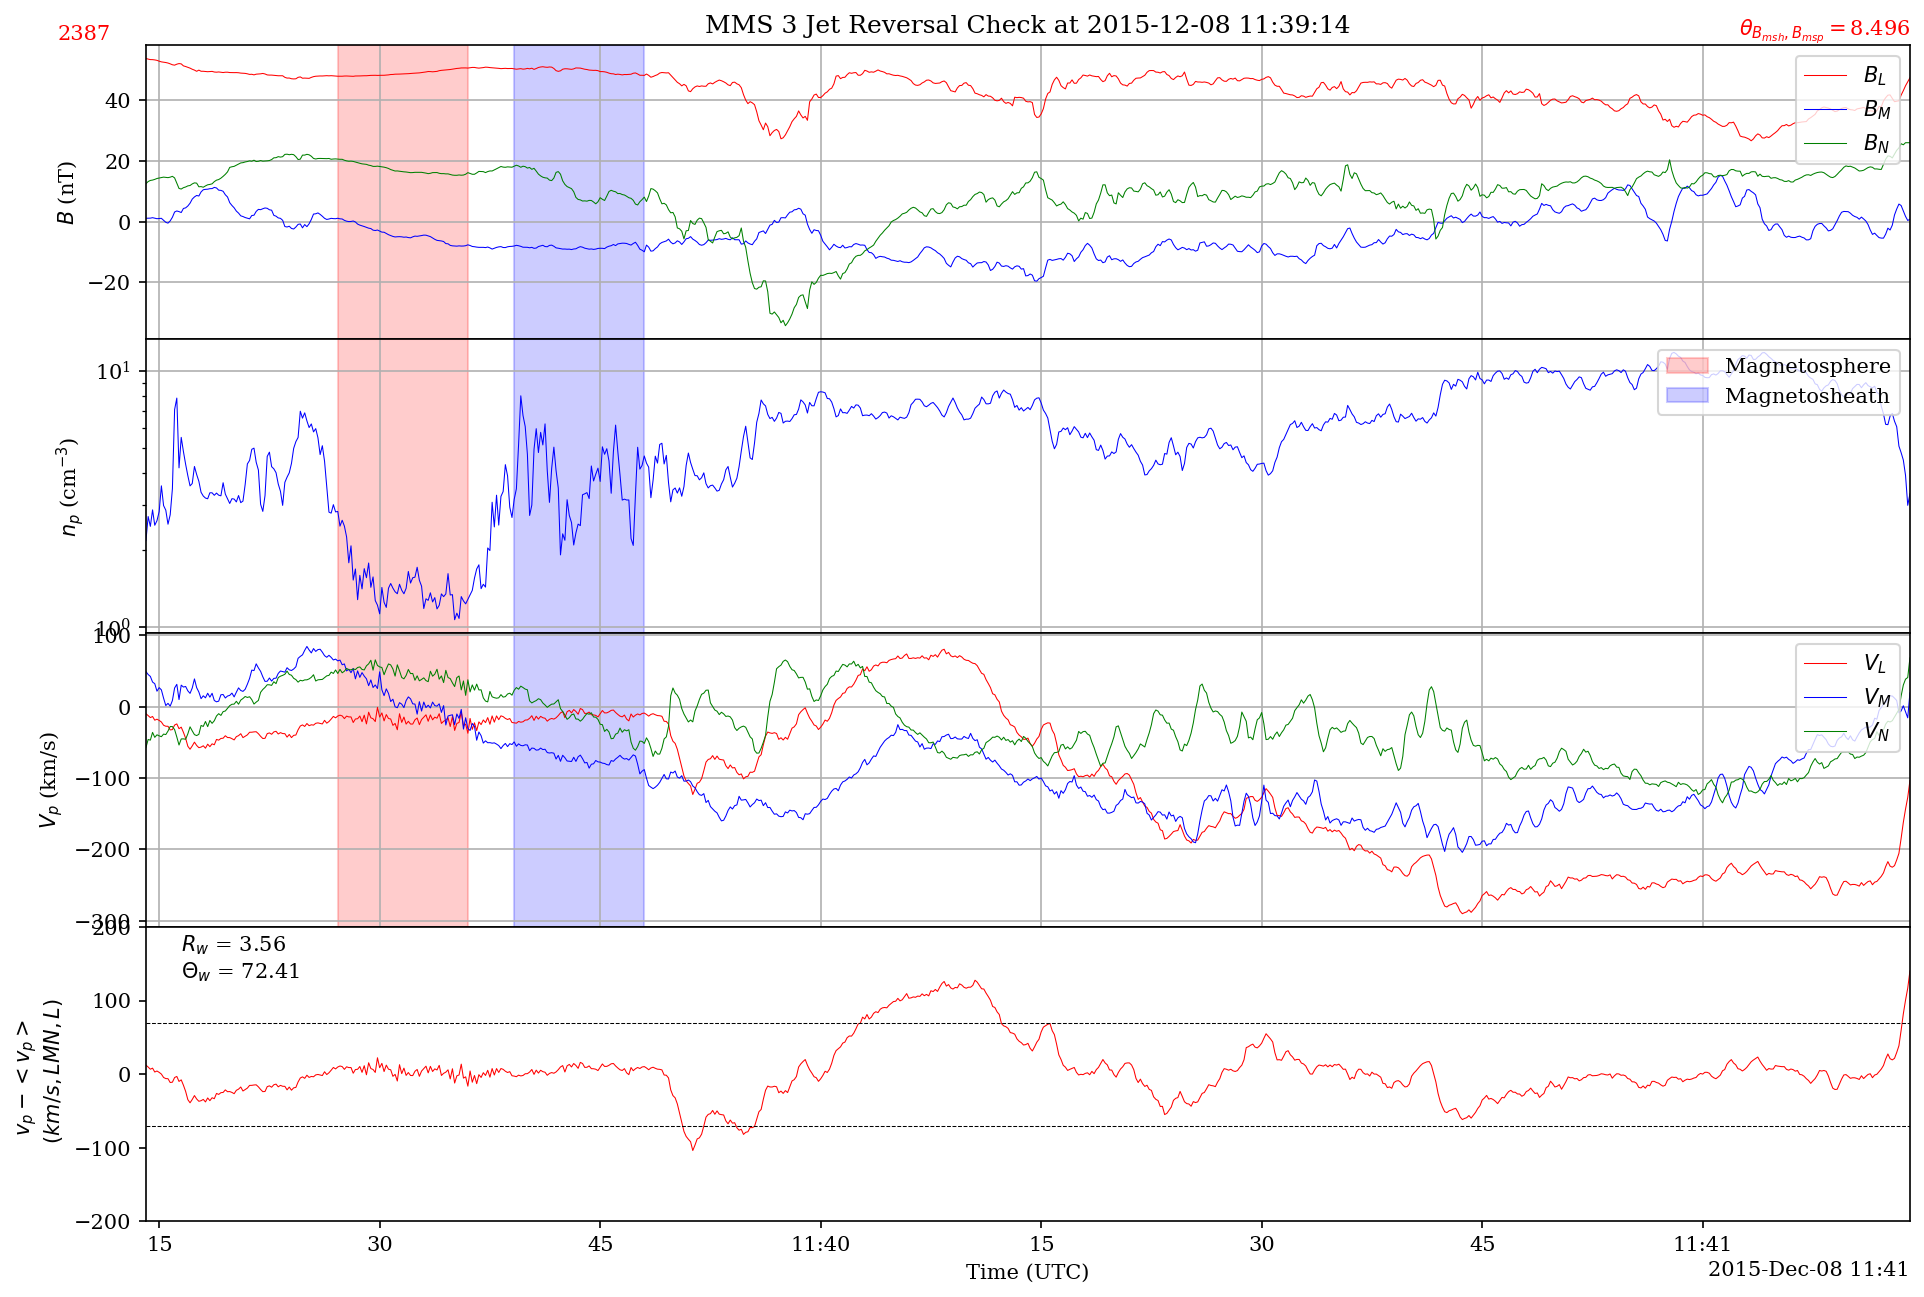 2387
MMS 3 Jet Reversal Check at 2015-12-08 11:39:14
θ_{B_{msh}, B_{msp}} = 8.496
B (nT)
40
20
0
−20
B_L
B_M
B_N
n_p (cm^{−3})
10^1
10^0
Magnetosphere
Magnetosheath
V_p (km/s)
100
0
−100
−200
−300
V_L
V_M
V_N
v_p − < v_p >
(km/s, LMN, L)
200
100
0
−100
−200
R_w = 3.56
Θ_w = 72.41
15
30
45
11:40
15
30
45
11:41
Time (UTC)
2015-Dec-08 11:41